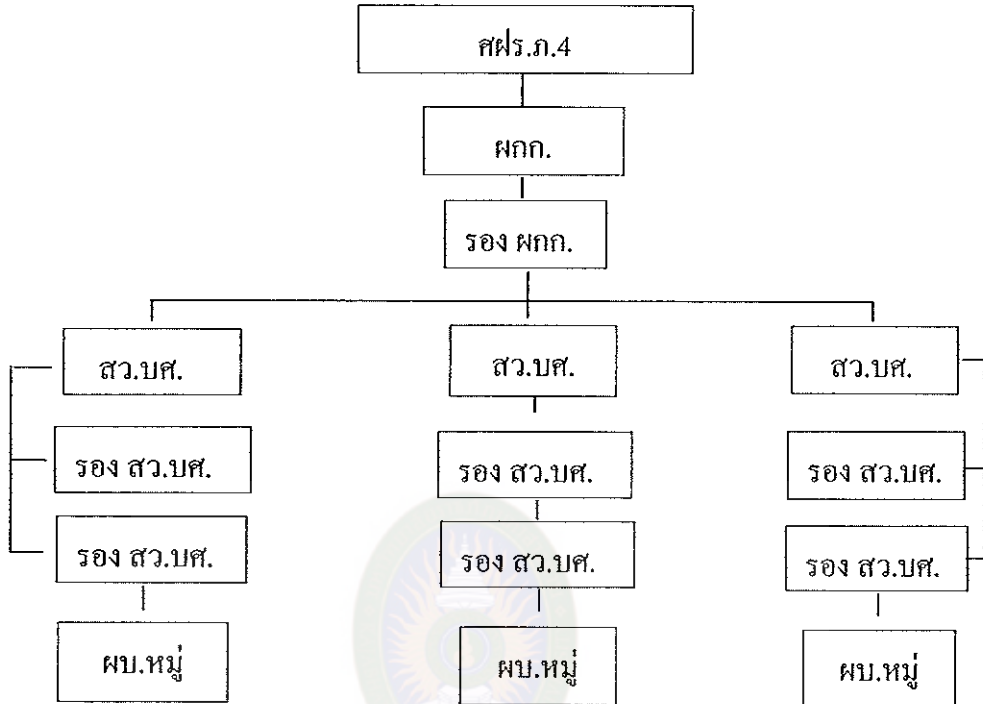 ศฝร.ภ.4
ผกก.
รอง ผกก.
สว.บศ. สว.บศ. สว.บศ.
รอง สว.บศ. รอง สว.บศ. รอง สว.บศ.
รอง สว.บศ. รอง สว.บศ. รอง สว.บศ.
ผบ.หมู่ ผบ.หมู่ ผบ.หมู่